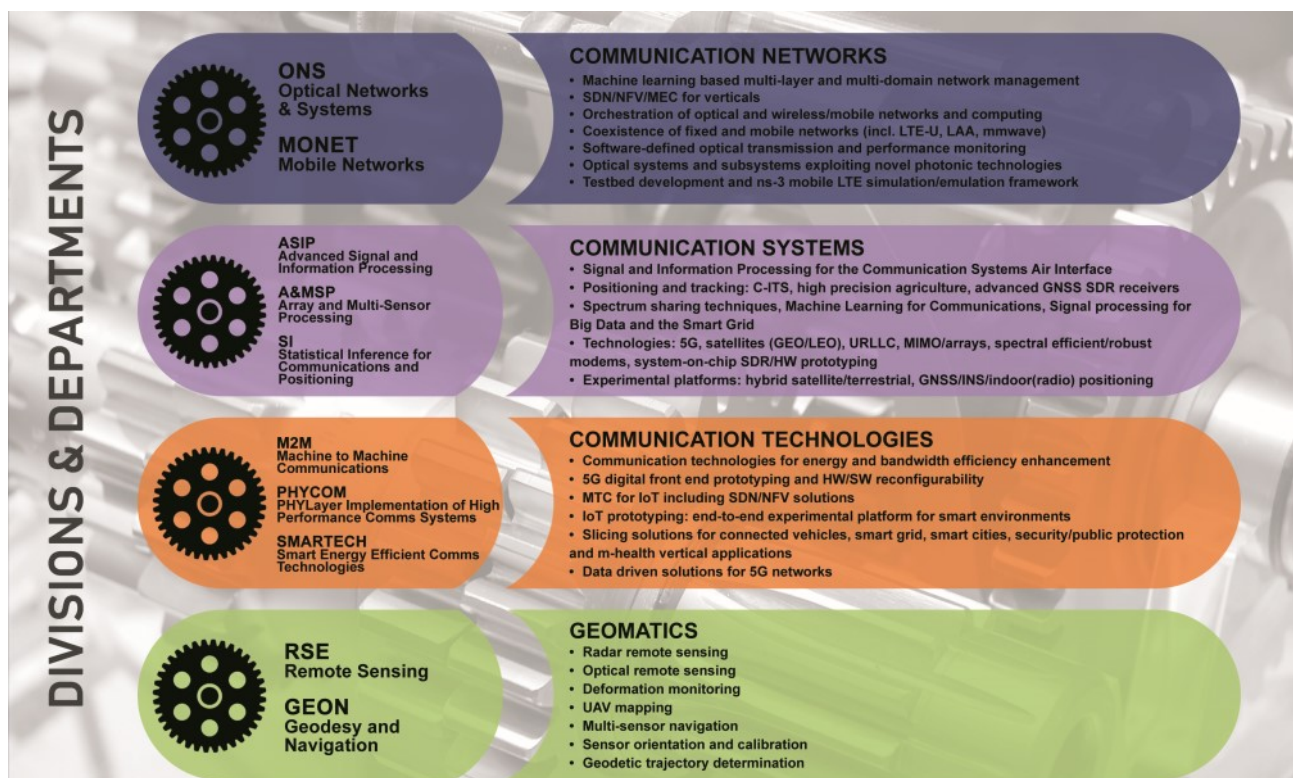 DIVISIONS & DEPARTMENTS
ONS
Optical Networks
& Systems
MONET
Mobile Networks
COMMUNICATION NETWORKS
• Machine learning based multi-layer and multi-domain network management
• SDN/NFV/MEC for verticals
• Orchestration of optical and wireless/mobile networks and computing
• Coexistence of fixed and mobile networks (incl. LTE-U, LAA, mmwave)
• Software-defined optical transmission and performance monitoring
• Optical systems and subsystems exploiting novel photonic technologies
• Testbed development and ns-3 mobile LTE simulation/emulation framework
ASIP
Advanced Signal and
Information Processing
A&MSP
Array and Multi-Sensor
Processing
SI
Statistical Inference for
Communications and
Positioning
COMMUNICATION SYSTEMS
• Signal and Information Processing for the Communication Systems Air Interface
• Positioning and tracking: C-ITS, high precision agriculture, advanced GNSS SDR receivers
• Spectrum sharing techniques, Machine Learning for Communications, Signal processing for
Big Data and the Smart Grid
• Technologies: 5G, satellites (GEO/LEO), URLLC, MIMO/arrays, spectral efficient/robust
modems, system-on-chip SDR/HW prototyping
• Experimental platforms: hybrid satellite/terrestrial, GNSS/INS/indoor(radio) positioning
M2M
Machine to Machine
Communications
PHYCOM
PHYLayer Implementation of High
Performance Comms Systems
SMARTECH
Smart Energy Efficient Comms
Technologies
COMMUNICATION TECHNOLOGIES
• Communication technologies for energy and bandwidth efficiency enhancement
• 5G digital front end prototyping and HW/SW reconfigurability
• MTC for IoT including SDN/NFV solutions
• IoT prototyping: end-to-end experimental platform for smart environments
• Slicing solutions for connected vehicles, smart grid, smart cities, security/public protection
and m-health vertical applications
• Data driven solutions for 5G networks
RSE
Remote Sensing
GEON
Geodesy and
Navigation
GEOMATICS
• Radar remote sensing
• Optical remote sensing
• Deformation monitoring
• UAV mapping
• Multi-sensor navigation
• Sensor orientation and calibration
• Geodetic trajectory determination